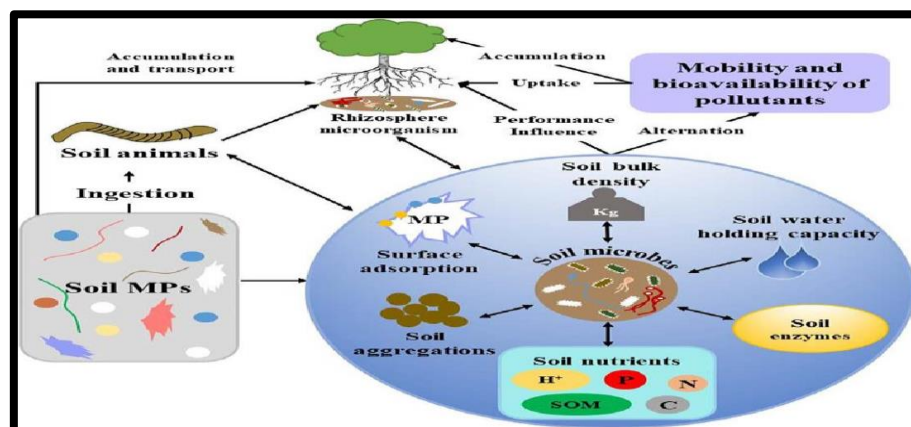 Accumulation
and transport
Accumulation
Uptake
Mobility and
bioavailability of
pollutants
Rhizosphere
microorganism
Performance
Influence
Alternation
Soil animals
Ingestion
Soil MPs
Soil bulk
density
Kg
MP
Surface
adsorption
Soil microbes
Soil water
holding capacity
Soil
aggregations
Soil
enzymes
Soil nutrients
H+
P
N
SOM
C